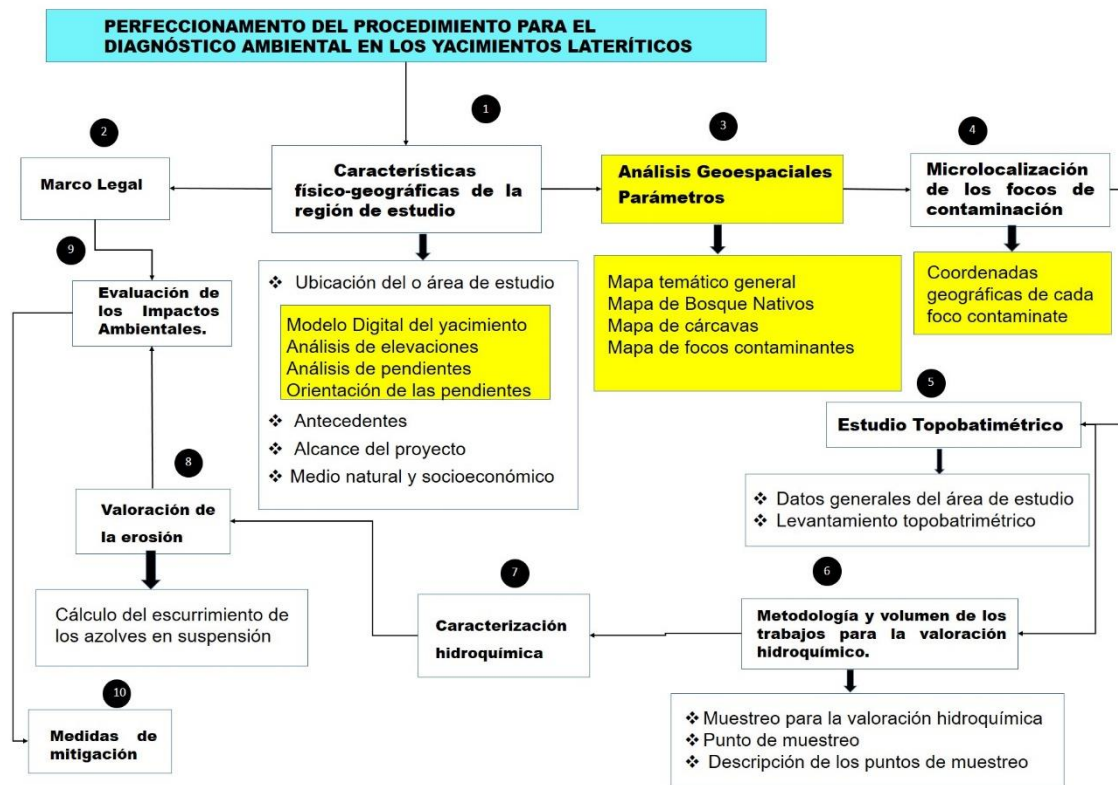 PERFECCIONAMENTO DEL PROCEDIMIENTO PARA EL
DIAGNÓSTICO AMBIENTAL EN LOS YACIMIENTOS LATERÍTICOS
1
Características
físico-geográficas de la
región de estudio
❖ Ubicación del o área de estudio
Modelo Digital del yacimiento
Análisis de elevaciones
Análisis de pendientes
Orientación de las pendientes
❖ Antecedentes
❖ Alcance del proyecto
❖ Medio natural y socioeconómico
2
Marco Legal
3
Análisis Geoespaciales
Parámetros
Mapa temático general
Mapa de Bosque Nativos
Mapa de cárcavas
Mapa de focos contaminantes
4
Microlocalización
de los focos de
contaminación
Coordenadas
geográficas de cada
foco contaminate
5
Estudio Topobatimétrico
❖ Datos generales del área de estudio
❖ Levantamiento topobatrimétrico
6
Metodología y volumen de los
trabajos para la valoración
hidroquímico.
❖ Muestreo para la valoración hidroquímica
❖ Punto de muestreo
❖ Descripción de los puntos de muestreo
7
Caracterización
hidroquímica
8
Valoración de
la erosión
Cálculo del escurrimiento de
los azolves en suspensión
9
Evaluación de
los Impactos
Ambientales.
10
Medidas de
mitigación